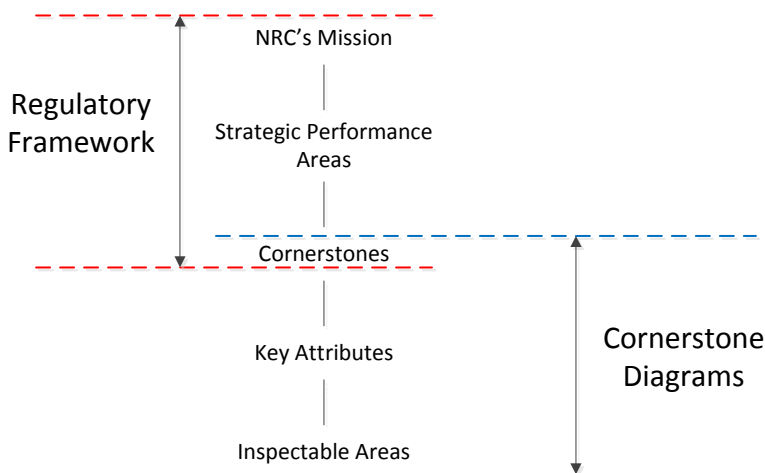 NRC's Mission
Regulatory
Framework
Strategic Performance
Areas
Cornerstones
Key Attributes
Cornerstone
Diagrams
Inspectable Areas